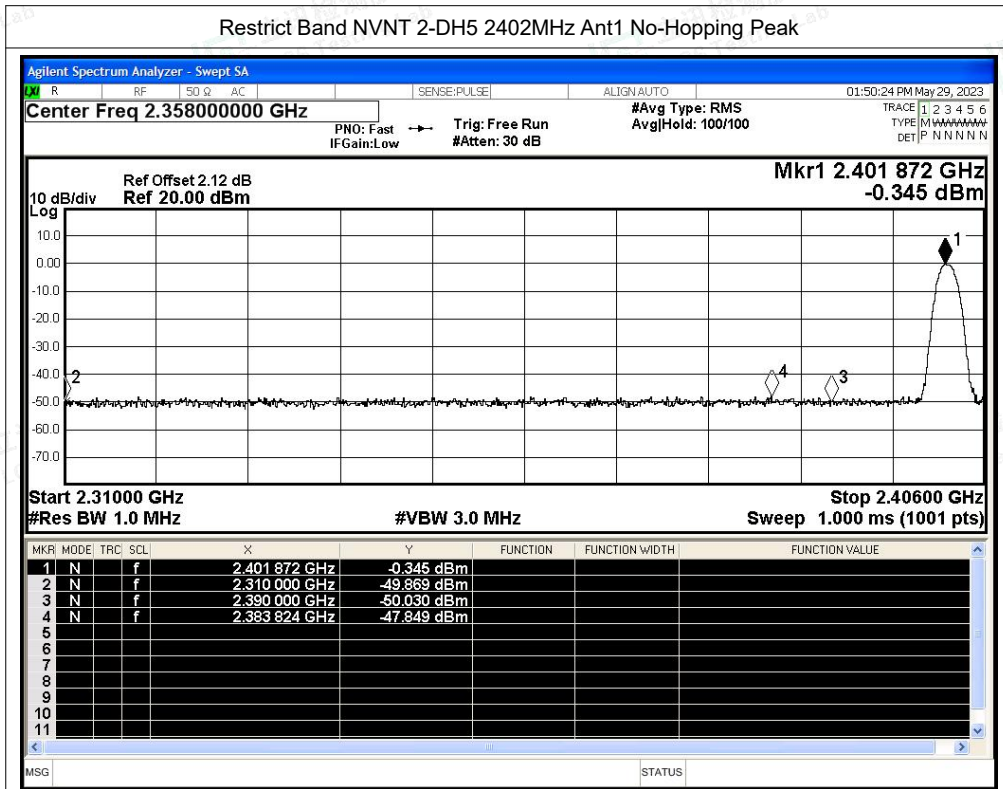 Restrict Band NVNT 2-DH5 2402MHz Ant1 No-Hopping Peak
Agilent Spectrum Analyzer - Swept SA
LXI R RF 50 Ω AC SENSE:PULSE ALIGN AUTO 01:50:24 PM May 29, 2023
Center Freq 2.358000000 GHz #Avg Type: RMS TRACE 1 2 3 4 5 6
PNO: Fast Trig: Free Run Avg|Hold: 100/100 TYPE M WWWWW
IFGain:Low #Atten: 30 dB DET P N N N N N
Mkr1 2.401 872 GHz
-0.345 dBm
Ref Offset 2.12 dB
10 dB/div Ref 20.00 dBm
Log
10.0
1
0.00
-10.0
-20.0
-30.0
-40.0
2 4 3
-50.0
-60.0
-70.0
Start 2.31000 GHz Stop 2.40600 GHz
#Res BW 1.0 MHz #VBW 3.0 MHz Sweep 1.000 ms (1001 pts)
MKR MODE TRC SCL X Y FUNCTION FUNCTION WIDTH FUNCTION VALUE
1 N f 2.401 872 GHz -0.345 dBm
2 N f 2.310 000 GHz -49.869 dBm
3 N f 2.390 000 GHz -50.030 dBm
4 N f 2.383 824 GHz -47.849 dBm
5
6
7
8
9
10
11
MSG STATUS